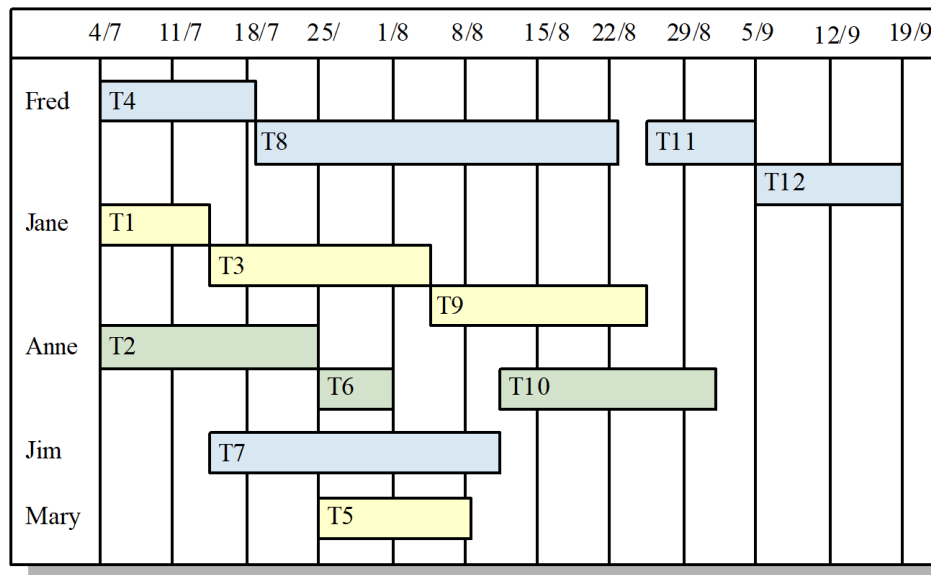 4/7 11/7 18/7 25/ 1/8 8/8 15/8 22/8 29/8 5/9 12/9 19/9
Fred
T4
T8
T11
T12
Jane
T1
T3
T9
Anne
T2
T6
T10
Jim
T7
Mary
T5